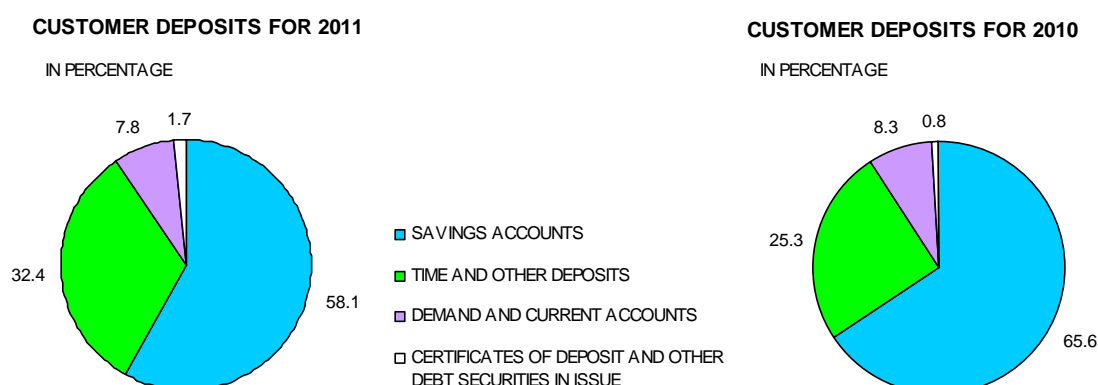 CUSTOMER DEPOSITS FOR 2011
IN PERCENTAGE
7.8
1.7
32.4
58.1
SAVINGS ACCOUNTS
TIME AND OTHER DEPOSITS
DEMAND AND CURRENT ACCOUNTS
CERTIFICATES OF DEPOSIT AND OTHER
DEBT SECURITIES IN ISSUE
CUSTOMER DEPOSITS FOR 2010
IN PERCENTAGE
8.3
0.8
25.3
65.6